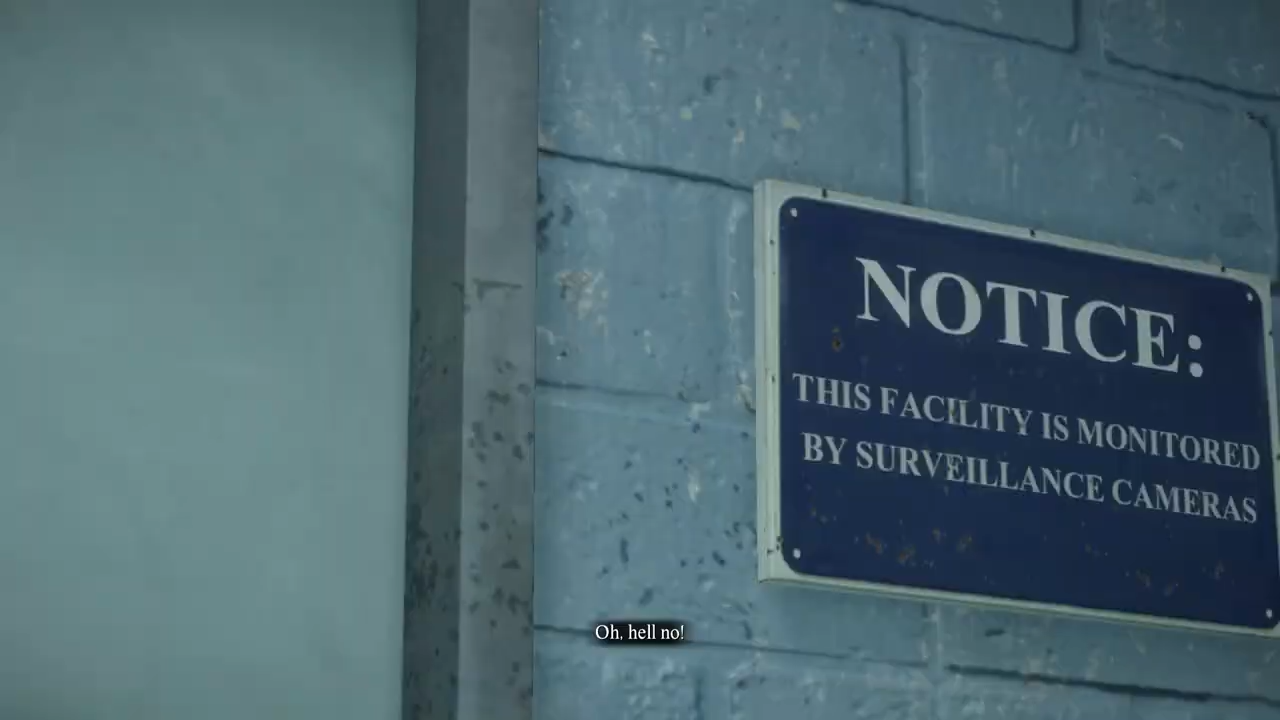 NOTICE:
THIS FACILITY IS MONITORED
BY SURVEILLANCE CAMERAS
Oh, hell no!